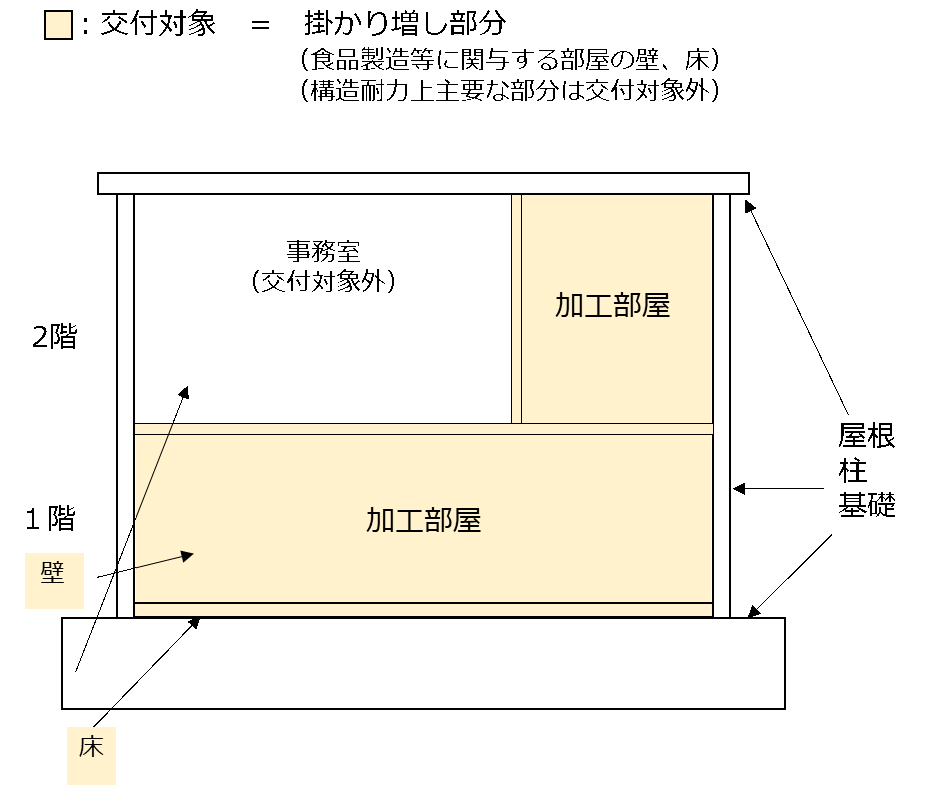 ：交付対象　＝　掛かり増し部分
（食品製造等に関与する部屋の壁、床）
（構造耐力上主要な部分は交付対象外）
事務室
（交付対象外）
加工部屋
2階
屋根
柱
基礎
１階
加工部屋
壁
床